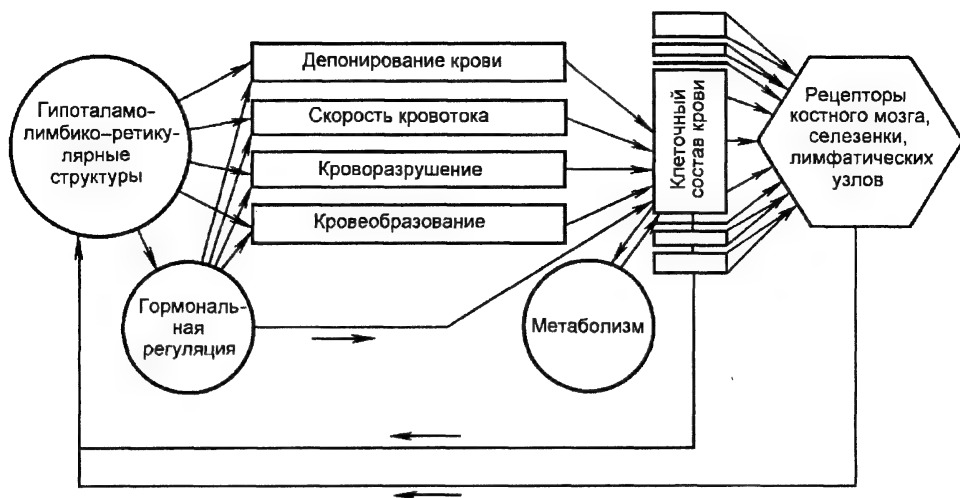 Гипоталамо-
лимбико–ретику-
лярные
структуры
Депонирование крови
Скорость кровотока
Кроворазрушение
Кровеобразование
Гормональ-
ная
регуляция
Метаболизм
Клеточный
состав крови
Рецепторы
костного мозга,
селезенки,
лимфатических
узлов